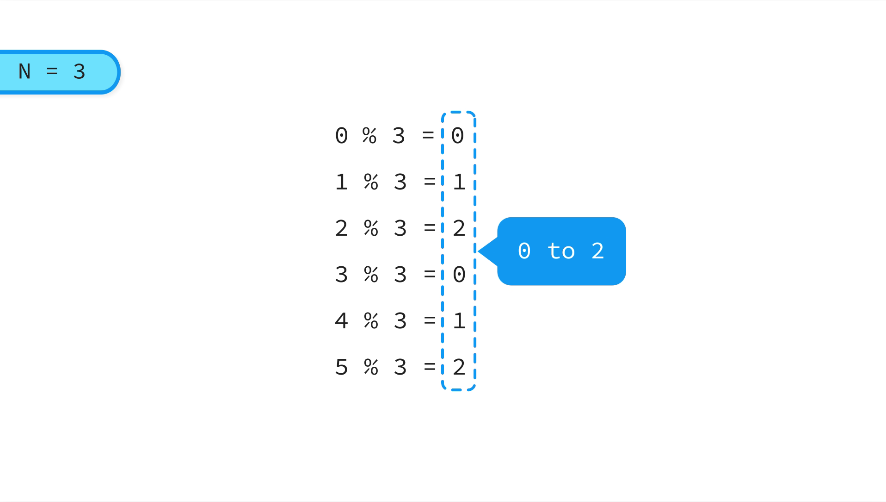 N = 3
0 % 3 = 0
1 % 3 = 1
2 % 3 = 2
0 to 2
3 % 3 = 0
4 % 3 = 1
5 % 3 = 2